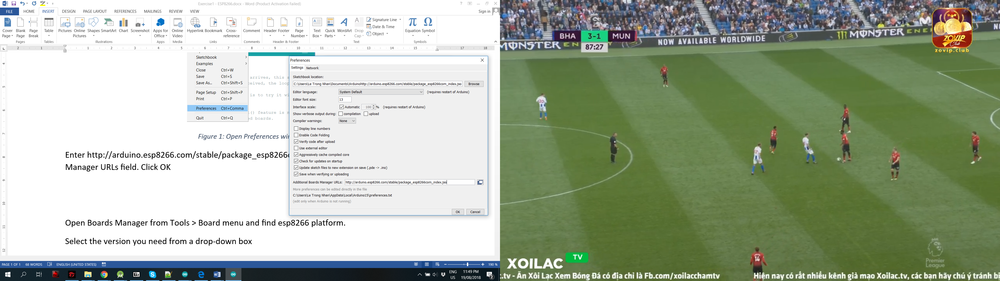 Exercise1 - ESP8266.docx - Word (Product Activation Failed)
FILE HOME INSERT DESIGN PAGE LAYOUT REFERENCES MAILINGS REVIEW VIEW Sign in
Cover Page
Blank Page
Page Break
Table
Pictures
Online Pictures
Shapes
SmartArt
Chart
Screenshot
Apps for Office
Online Video
Hyperlink
Bookmark
Cross-reference
Comment
Header
Footer
Page Number
Text Box
Quick Parts
WordArt
Drop Cap
Signature Line
Date & Time
Object
Equation
Symbol
Pages Tables Illustrations Apps Media Links Comments Header & Footer Text Symbols
2 1 1 2 3 4 5 6 7 8 9 10 11 12 13 14 15 17 18
4
5
6
7
8
9
10
11
12
Sketchbook
Examples
Close Ctrl+W
Save Ctrl+S
Save As... Ctrl+Shift+S
Page Setup Ctrl+Shift+P
Print Ctrl+P
Preferences Ctrl+Comma
Quit Ctrl+Q
arrives, this s
ceived, the loop
is to try it wi
t() feature is n
ed boards.
Figure 1: Open Preferences wi
Enter http://arduino.esp8266.com/stable/package_esp8266
Manager URLs field. Click OK
Open Boards Manager from Tools > Board menu and find esp8266 platform.
Select the version you need from a drop-down box
Preferences
Settings Network
Sketchbook location:
C:\Users\Le Trong Nhan\Documents\Arduinohttp://arduino.esp8266.com/stable/package_esp8266com_index.jso Browse
Editor language: System Default (requires restart of Arduino)
Editor font size: 13
Interface scale: Automatic 100 % (requires restart of Arduino)
Show verbose output during: compilation upload
Compiler warnings: None
Display line numbers
Enable Code Folding
Verify code after upload
Use external editor
Aggressively cache compiled core
Check for updates on startup
Update sketch files to new extension on save (.pde -> .ino)
Save when verifying or uploading
Additional Boards Manager URLs: http://arduino.esp8266.com/stable/package_esp8266com_index.jso
More preferences can be edited directly in the file
C:\Users\Le Trong Nhan\AppData\Local\Arduino15\preferences.txt
(edit only when Arduino is not running)
OK Cancel
PAGE 1 OF 1 68 WORDS ENGLISH (UNITED STATES) 190 %
ENG
US
11:49 PM
19/08/2018
2
BHA 3-1 MUN
87:27
MONSTER EN
NOW AVAILABLE WORLDWIDE
MONSTER ENE
ZOVIP
Club
zovip.club
20
17
14
XOILAC TV
Premier
League
c.tv - Ăn Xôi Lạc Xem Bóng Đá có địa chỉ là Fb.com/xoilacchamtv Hiện nay có rất nhiều kênh giả mạo Xoilac.tv, các bạn hãy chú ý tránh